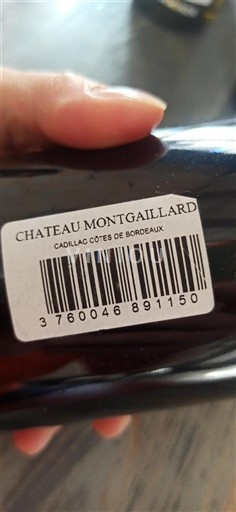 CHATEAU MONTGAILLARD
CADILLAC CÔTES DE BORDEAUX
3 760046 891150